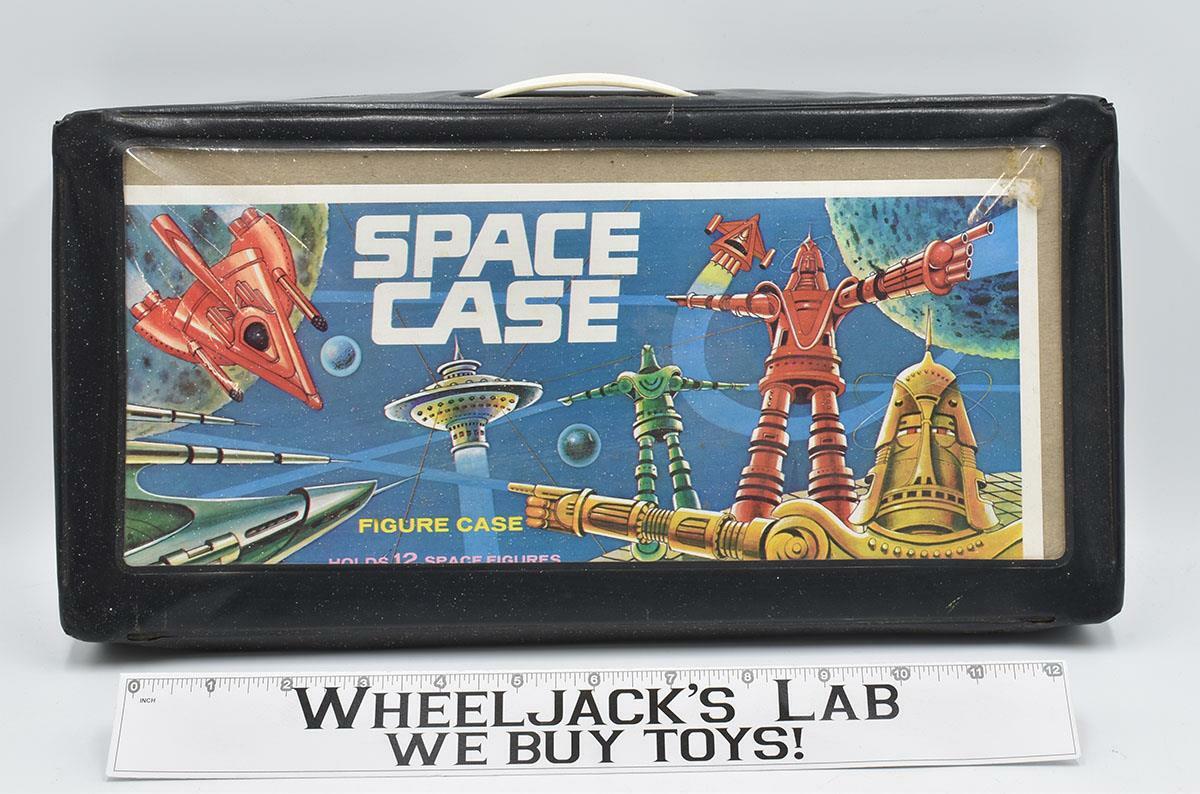 SPACE
CASE
FIGURE CASE
HOLDS 12 SPACE FIGURES
0 1 2 3 4 5 6 7 8 9 10 11 12
INCH
WHEELJACK'S LAB
WE BUY TOYS!